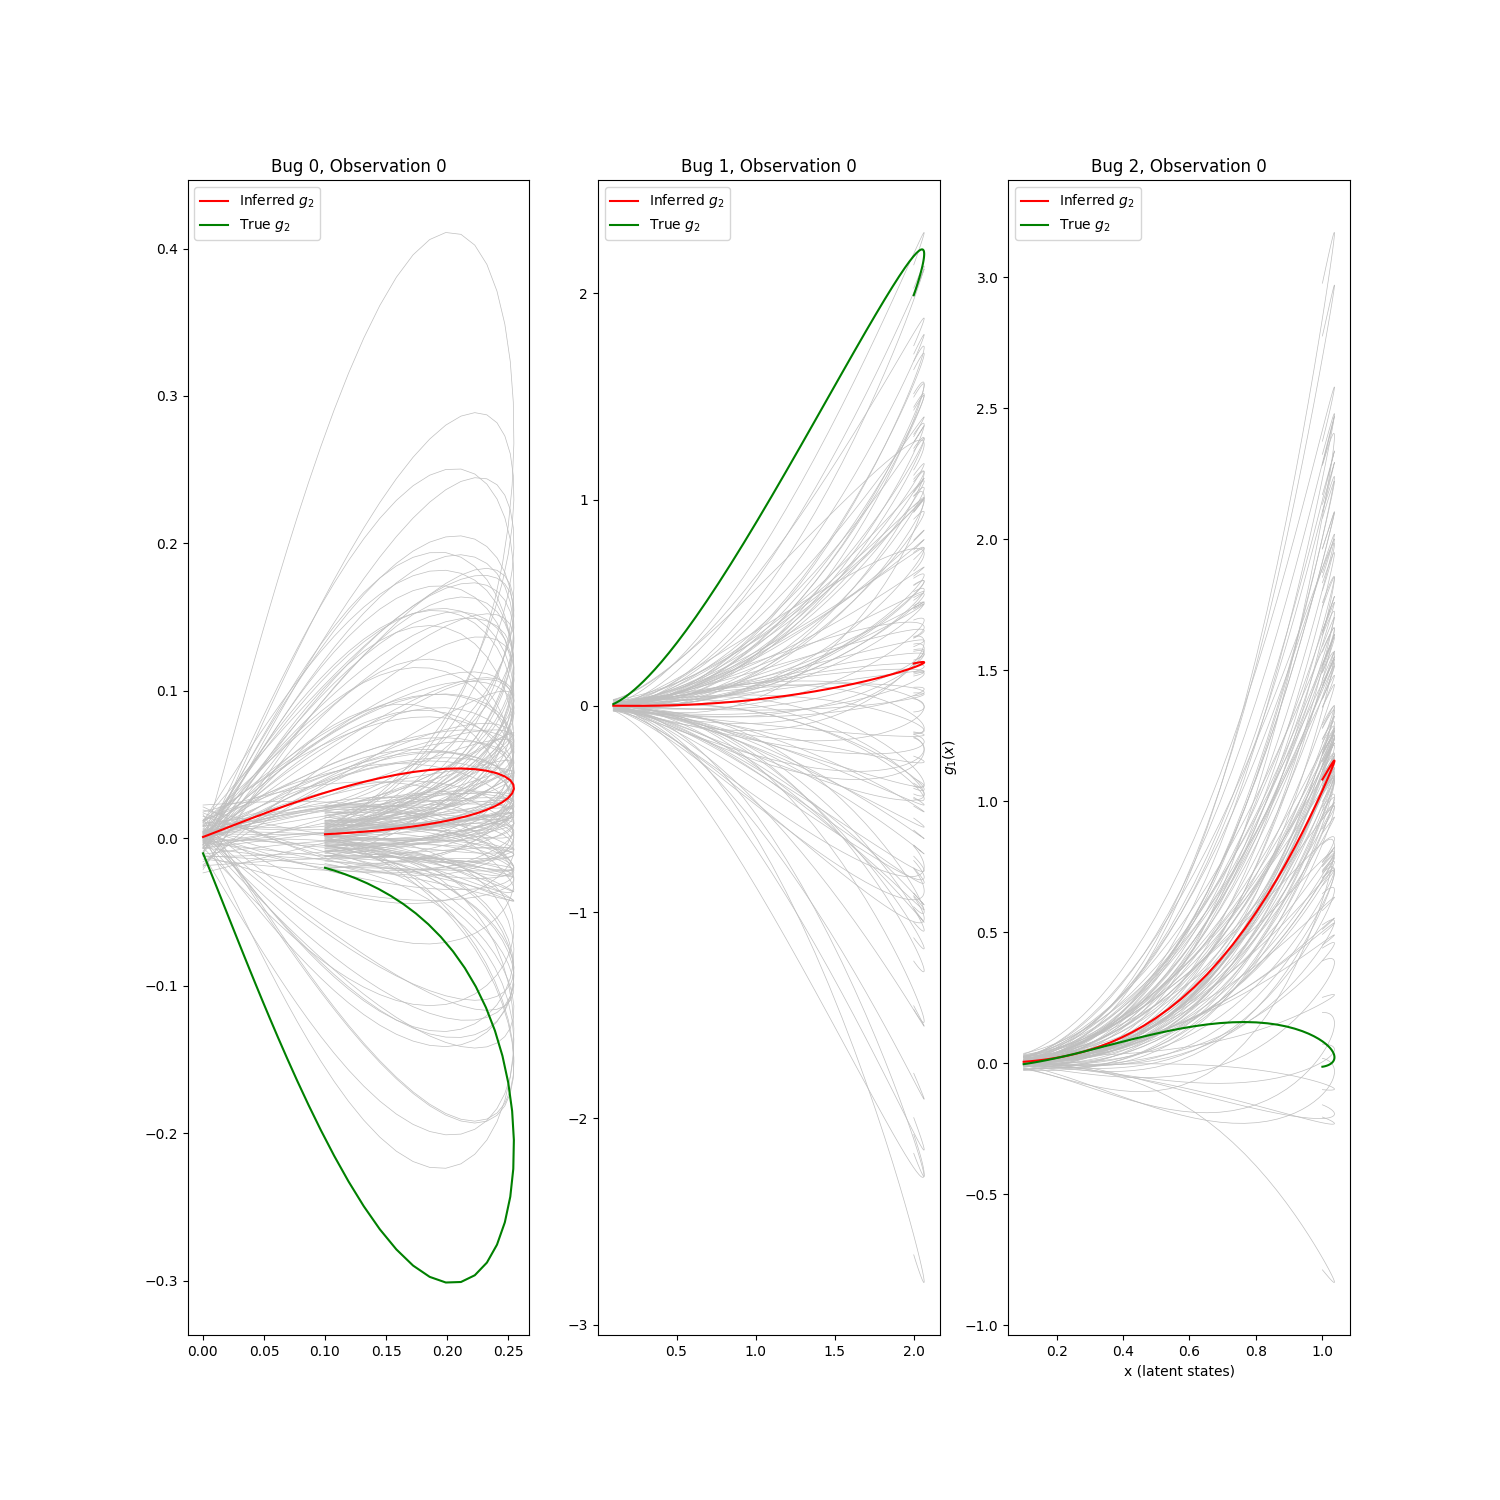 Bug 0, Observation 0
Inferred g₂
True g₂
0.4
0.3
0.2
0.1
0.0
−0.1
−0.2
−0.3
0.00 0.05 0.10 0.15 0.20 0.25
Bug 1, Observation 0
Inferred g₂
True g₂
2
1
0
−1
−2
−3
0.5 1.0 1.5 2.0
Bug 2, Observation 0
Inferred g₂
True g₂
g₁(x)
3.0
2.5
2.0
1.5
1.0
0.5
0.0
−0.5
−1.0
0.2 0.4 0.6 0.8 1.0
x (latent states)